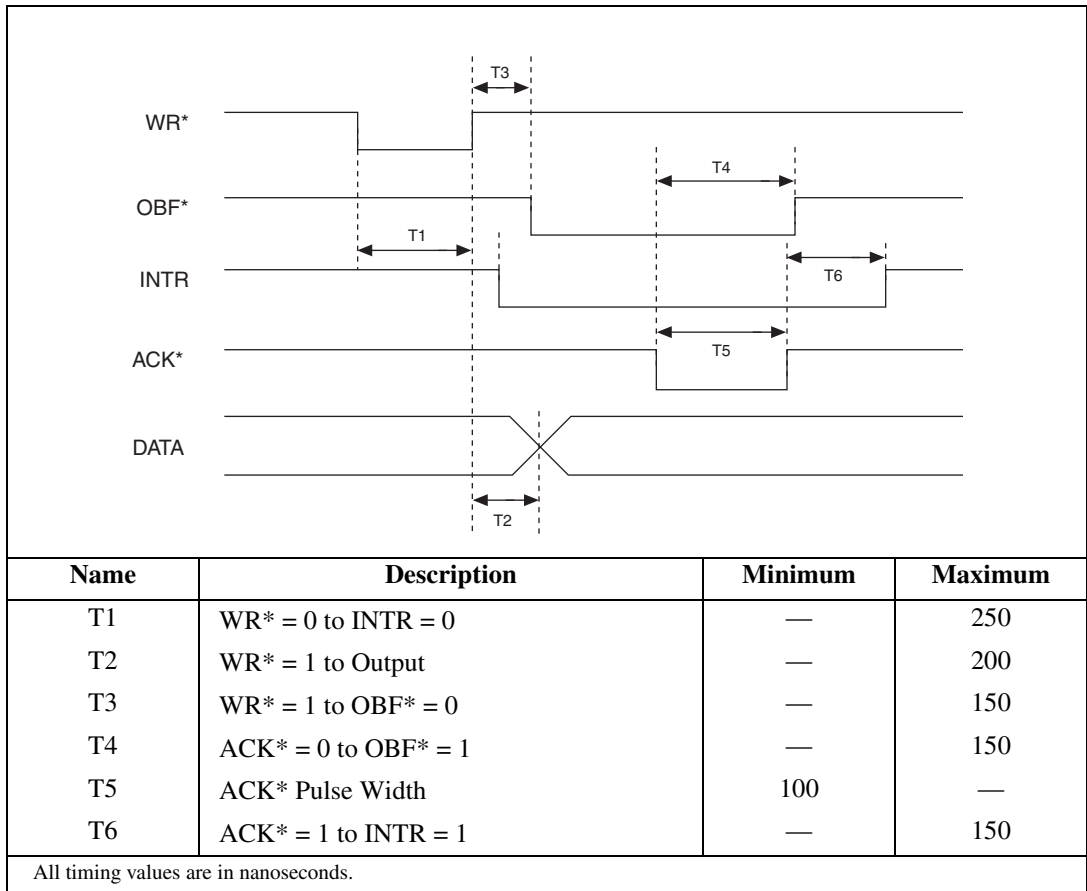 T3
WR*
T4
OBF*
T1
INTR
T6
T5
ACK*
DATA
T2
Name Description Minimum Maximum
T1 WR* = 0 to INTR = 0 — 250
T2 WR* = 1 to Output — 200
T3 WR* = 1 to OBF* = 0 — 150
T4 ACK* = 0 to OBF* = 1 — 150
T5 ACK* Pulse Width 100 —
T6 ACK* = 1 to INTR = 1 — 150
All timing values are in nanoseconds.